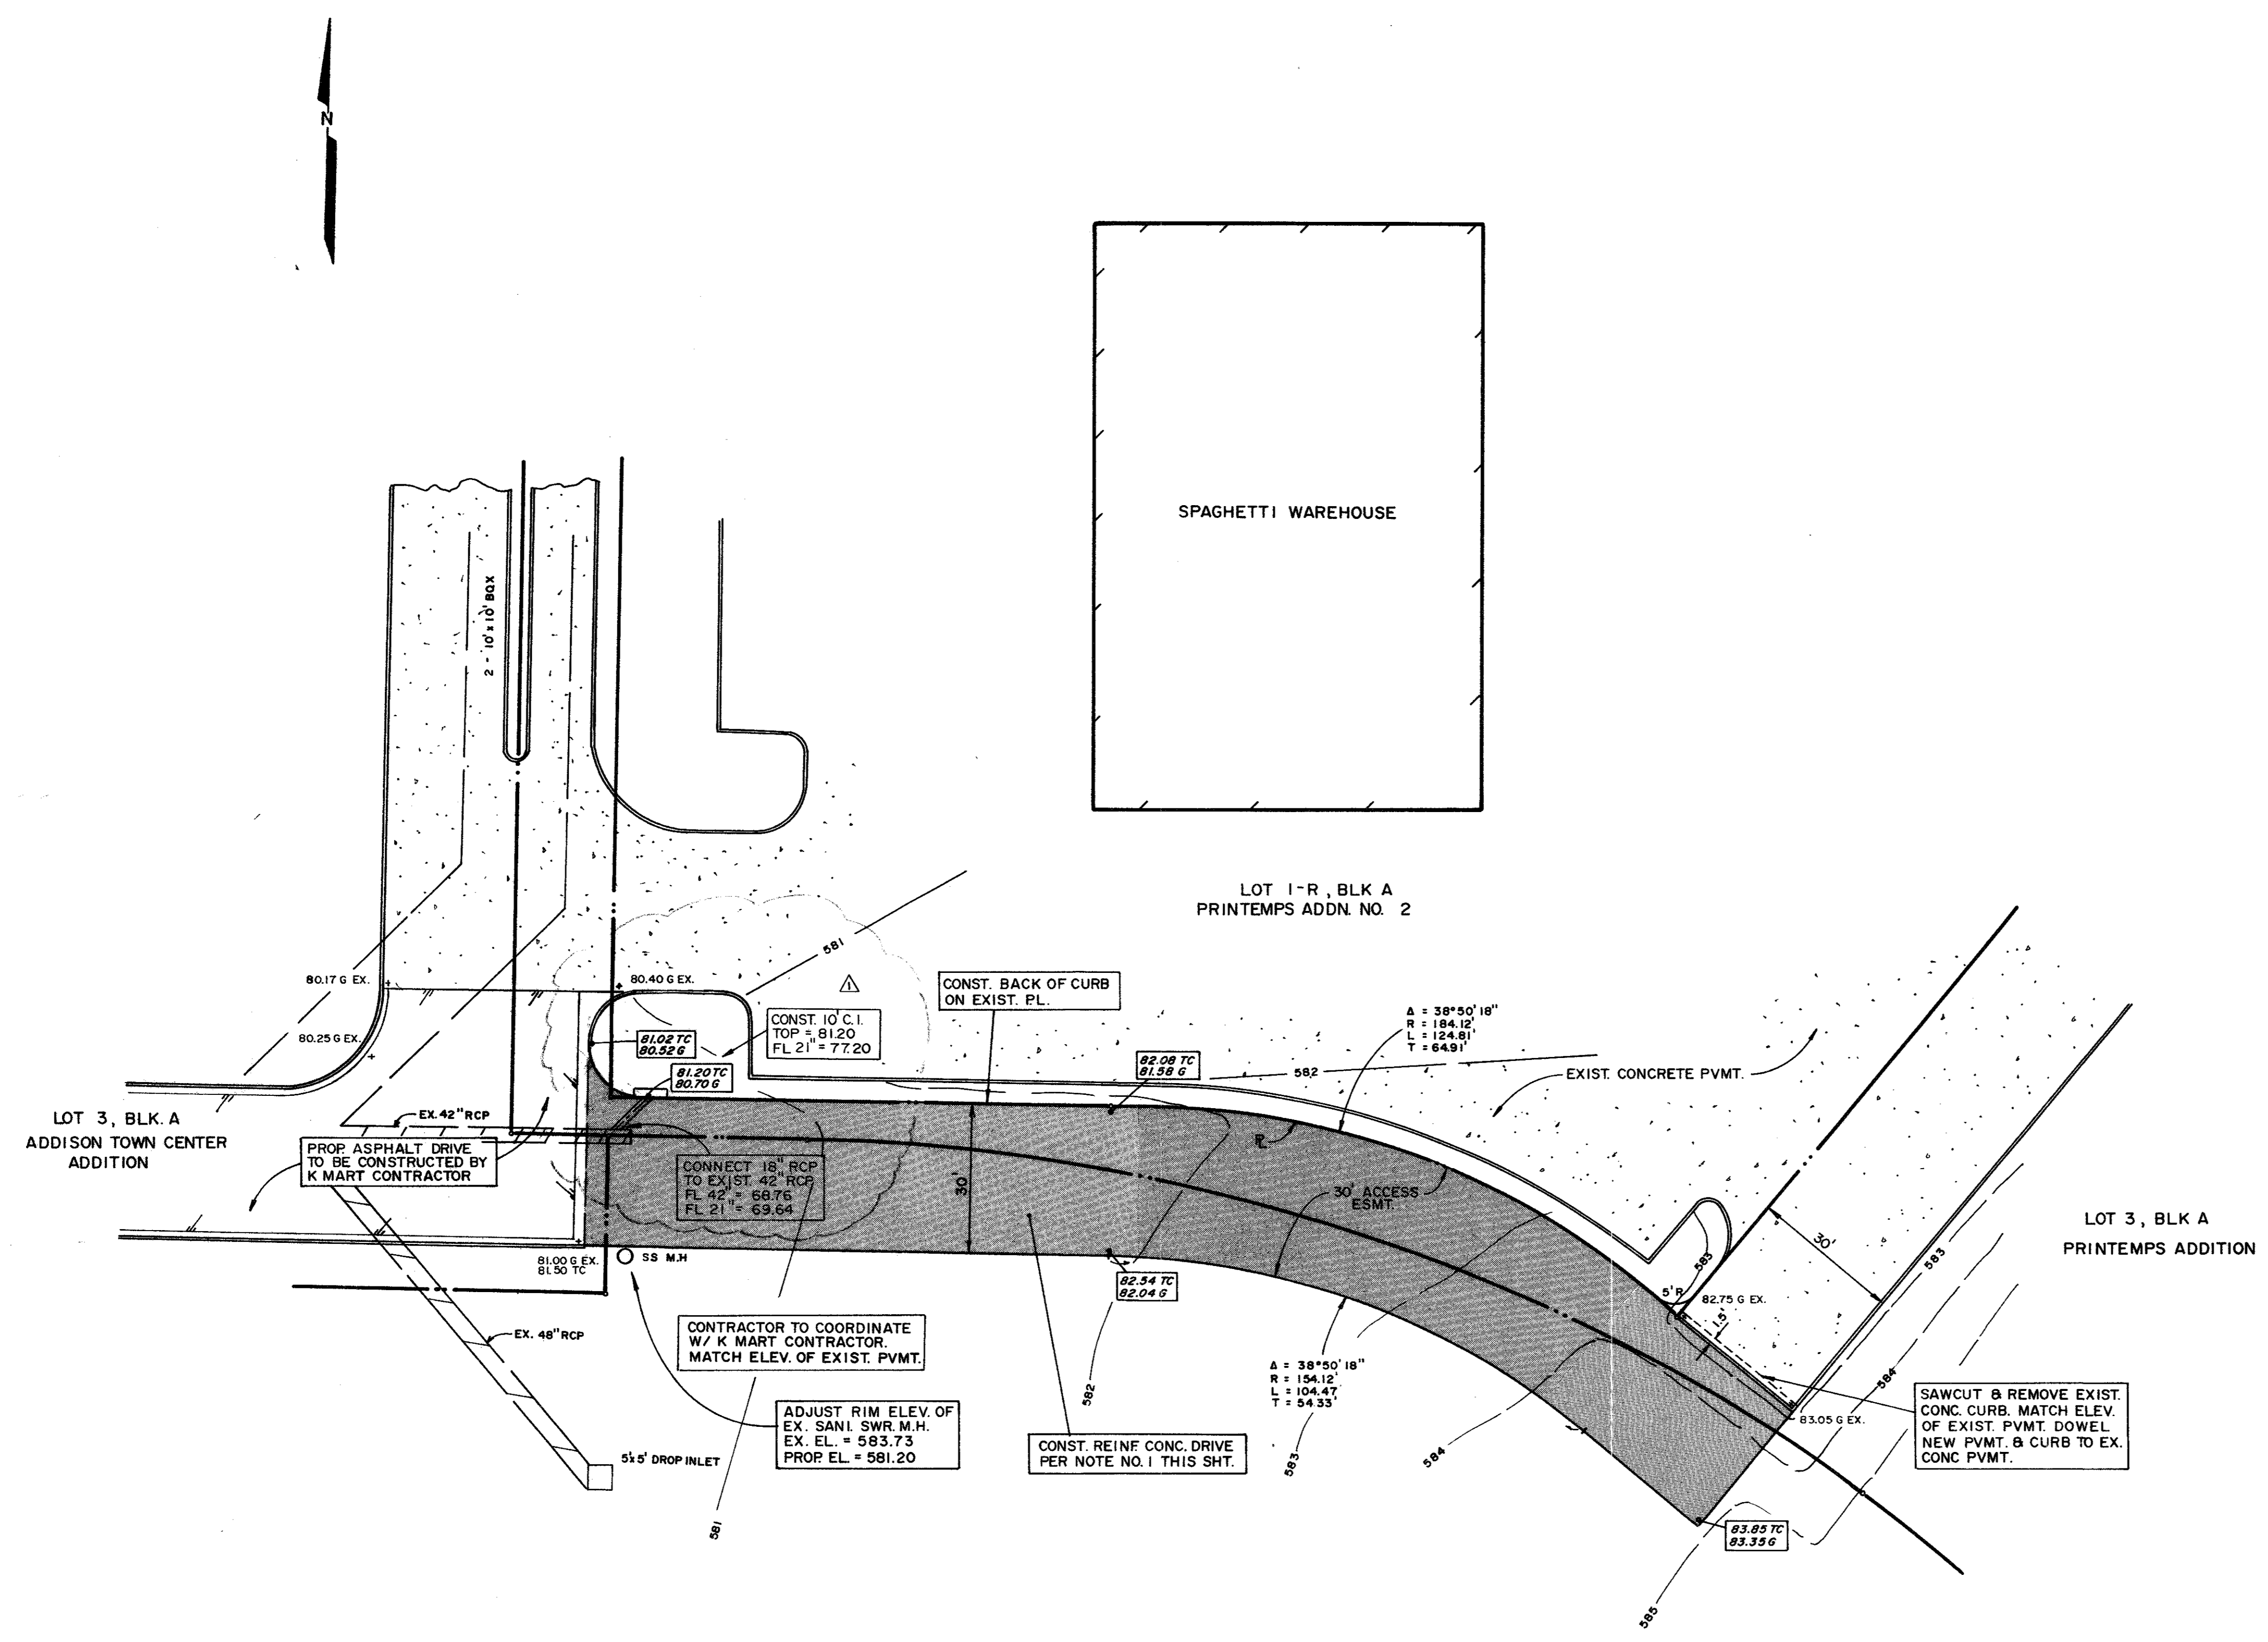 N
SPAGHETTI WAREHOUSE
2 - 10' x 10' BOX
LOT 1-R, BLK A
PRINTEMPS ADDN. NO. 2
581
80.17 G EX.
80.40 G EX.
1
CONST. BACK OF CURB
ON EXIST. P.L.
CONST. 10' C.I.
TOP = 81.20
FL 21" = 77.20
80.25 G EX.
81.02 TC
80.52 G
81.20 TC
80.70 G
82.08 TC
81.58 G
Δ = 38°50'18"
R = 184.12'
L = 124.81'
T = 64.91'
582
EXIST. CONCRETE PVMT.
LOT 3, BLK. A
ADDISON TOWN CENTER
ADDITION
EX. 42" RCP
PROP. ASPHALT DRIVE
TO BE CONSTRUCTED BY
K MART CONTRACTOR
CONNECT 18" RCP
TO EXIST. 42" RCP
FL 42" = 68.76
FL 21" = 69.64
30'
PL
30' ACCESS
ESMT.
LOT 3, BLK A
PRINTEMPS ADDITION
30'
583
583
5' R
82.75 G EX.
1.5'
81.00 G EX.
81.50 TC
SS M.H
82.54 TC
82.04 G
EX. 48" RCP
CONTRACTOR TO COORDINATE
W/ K MART CONTRACTOR.
MATCH ELEV. OF EXIST. PVMT.
582
Δ = 38°50'18"
R = 154.12'
L = 104.47'
T = 54.33'
584
83.05 G EX.
SAWCUT & REMOVE EXIST.
CONC. CURB. MATCH ELEV.
OF EXIST. PVMT. DOWEL
NEW PVMT. & CURB TO EX.
CONC PVMT.
ADJUST RIM ELEV. OF
EX. SANI. SWR. M.H.
EX. EL. = 583.73
PROP. EL. = 581.20
CONST. REINF. CONC. DRIVE
PER NOTE NO. 1 THIS SHT.
583
584
5'x5' DROP INLET
581
83.85 TC
83.35 G
585